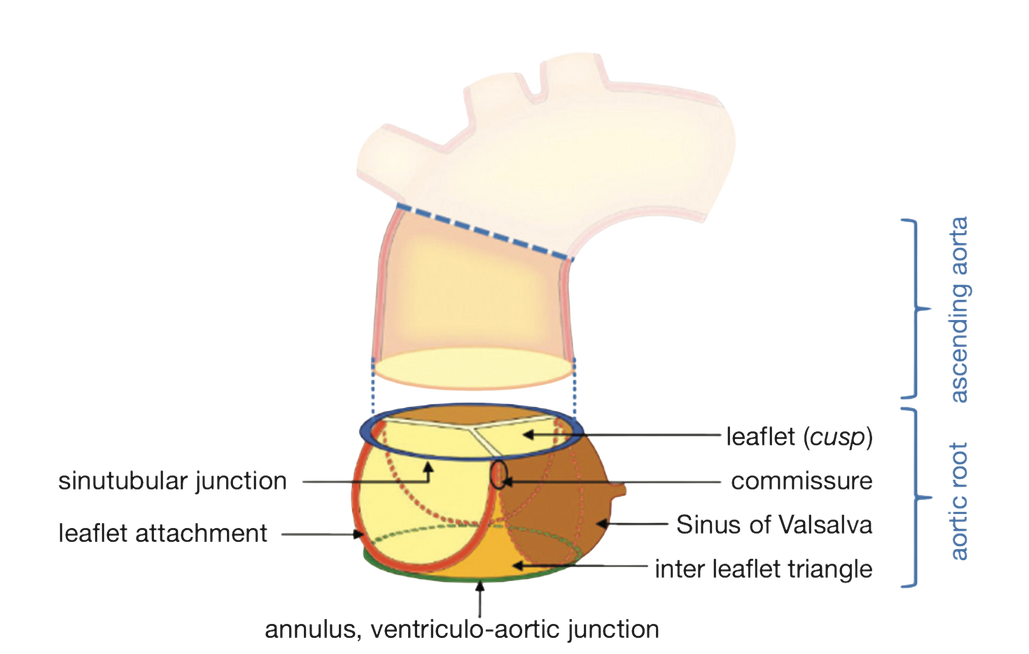 ascending aorta
leaflet (cusp)
sinutubular junction
commissure
aortic root
Sinus of Valsalva
leaflet attachment
inter leaflet triangle
annulus, ventriculo-aortic junction